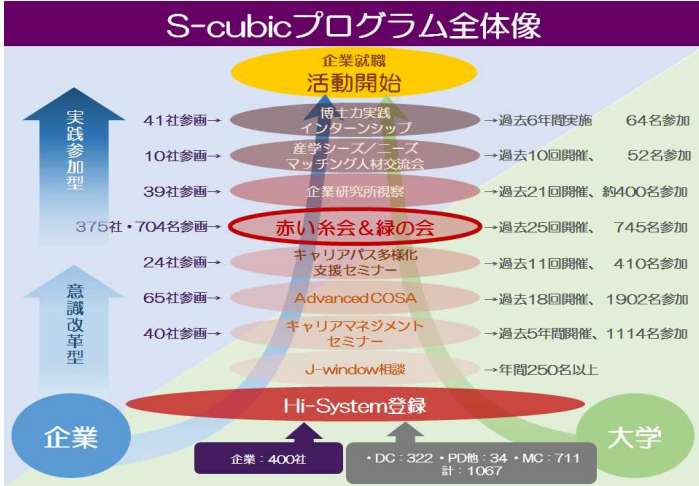 S-cubicプログラム全体像
企業就職
活動開始
実践参加型
41社参画→
博士力実践
インターンシップ
→過去6年間実施 64名参加
10社参画→
産学シーズ/ニーズ
マッチング人材交流会
→過去10回開催、 52名参加
39社参画→
企業研究所視察
→過去21回開催、約400名参加
375社・704名参画→
赤い糸会&緑の会
→過去25回開催、 745名参加
24社参画→
キャリアパス多様化
支援セミナー
→過去11回開催、 410名参加
意識改革型
65社参画→
Advanced COSA
→過去18回開催、1902名参加
40社参画→
キャリアマネジメント
セミナー
→過去5年間開催、1114名参加
J-window相談
→年間250名以上
Hi-System登録
企業
大学
企業:400社
・DC:322 ・PD他:34 ・MC:711
計:1067